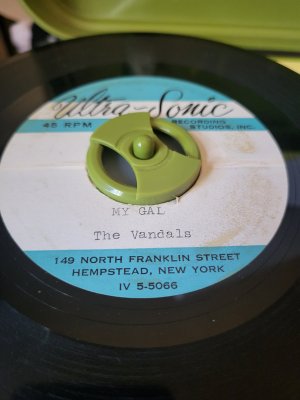 Ultra-Sonic
45 RPM
RECORDING
STUDIOS, INC.
MY GAL
The Vandals
149 NORTH FRANKLIN STREET
HEMPSTEAD, NEW YORK
IV 5-5066